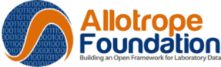 Allotrope
Foundation
Building an Open Framework for Laboratory Data